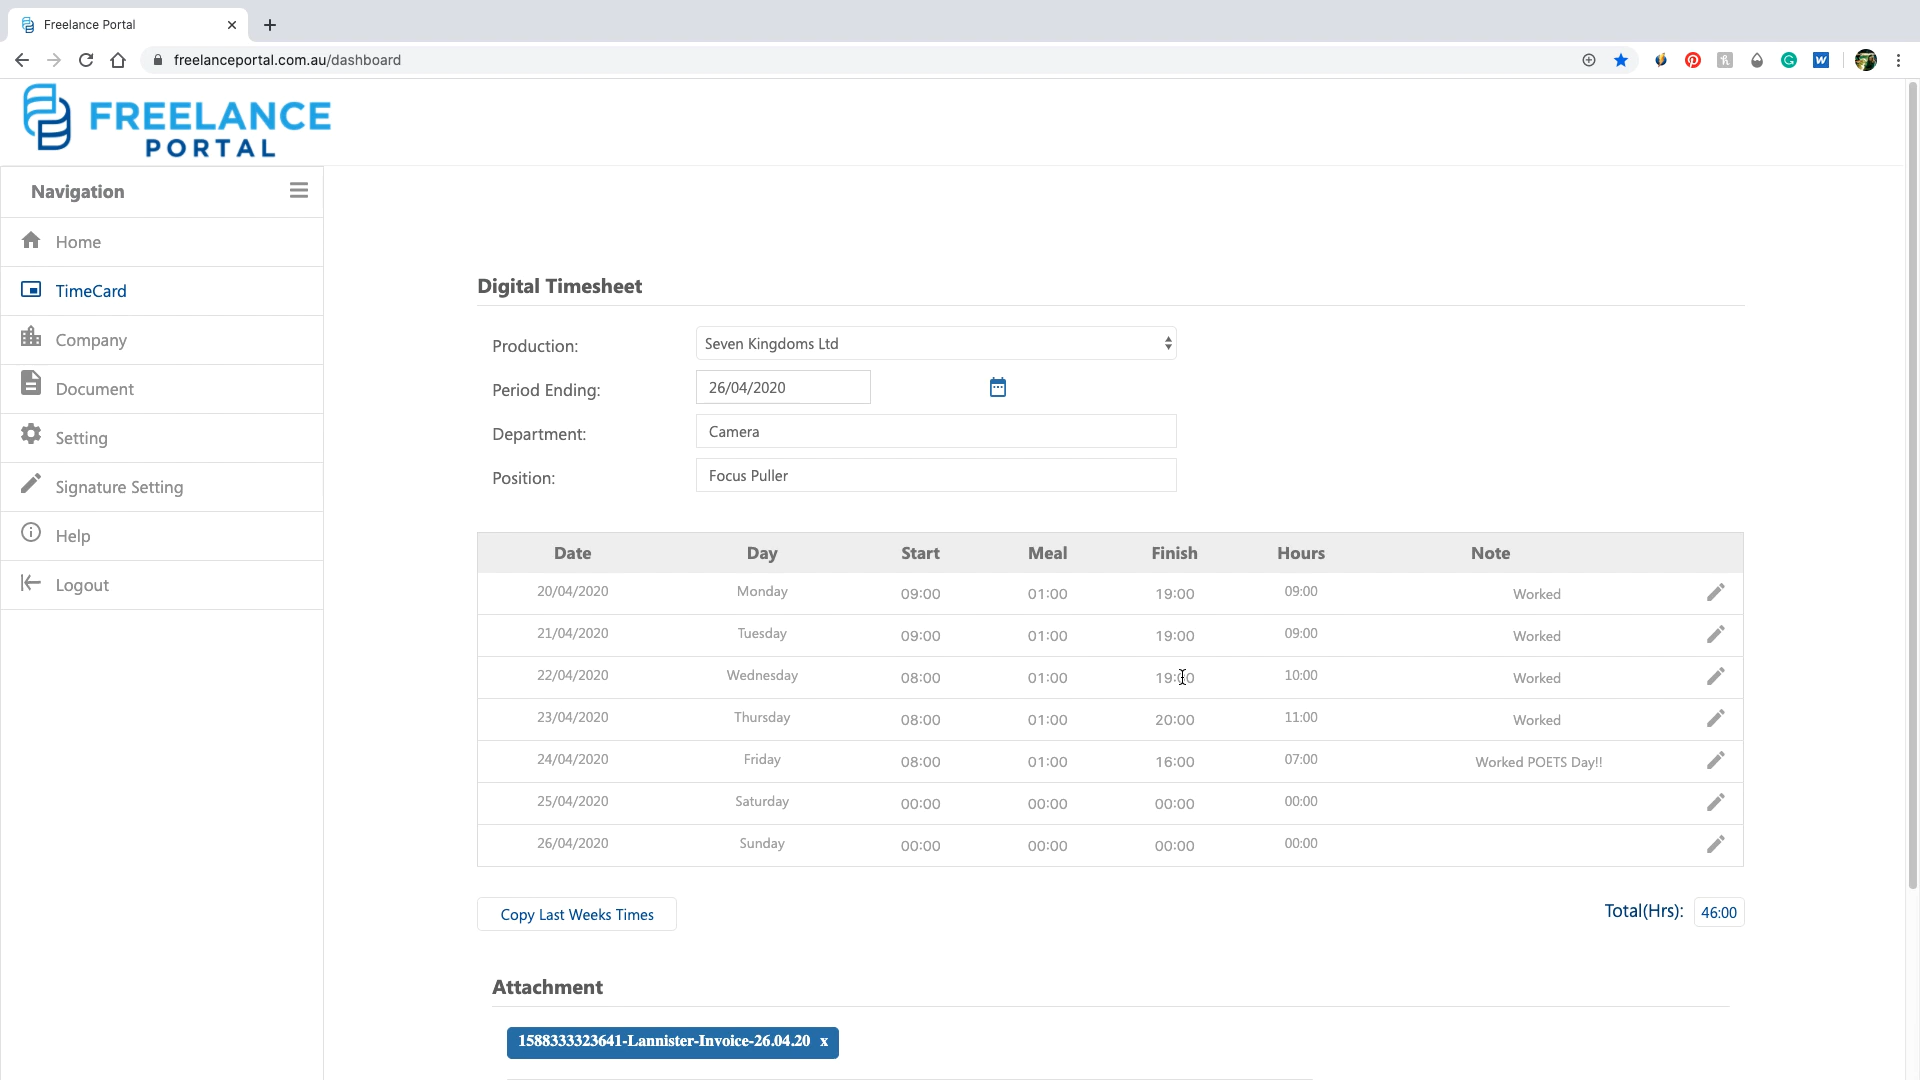 Freelance Portal
freelanceportal.com.au/dashboard
FREELANCE
PORTAL
Navigation
Home
TimeCard
Company
Document
Setting
Signature Setting
Help
Logout
Digital Timesheet
Production: Seven Kingdoms Ltd
Period Ending: 26/04/2020
Department: Camera
Position: Focus Puller
Date Day Start Meal Finish Hours Note
20/04/2020 Monday 09:00 01:00 19:00 09:00 Worked
21/04/2020 Tuesday 09:00 01:00 19:00 09:00 Worked
22/04/2020 Wednesday 08:00 01:00 19:00 10:00 Worked
23/04/2020 Thursday 08:00 01:00 20:00 11:00 Worked
24/04/2020 Friday 08:00 01:00 16:00 07:00 Worked POETS Day!!
25/04/2020 Saturday 00:00 00:00 00:00 00:00
26/04/2020 Sunday 00:00 00:00 00:00 00:00
Copy Last Weeks Times
Total(Hrs): 46:00
Attachment
1588333323641-Lannister-Invoice-26.04.20 x